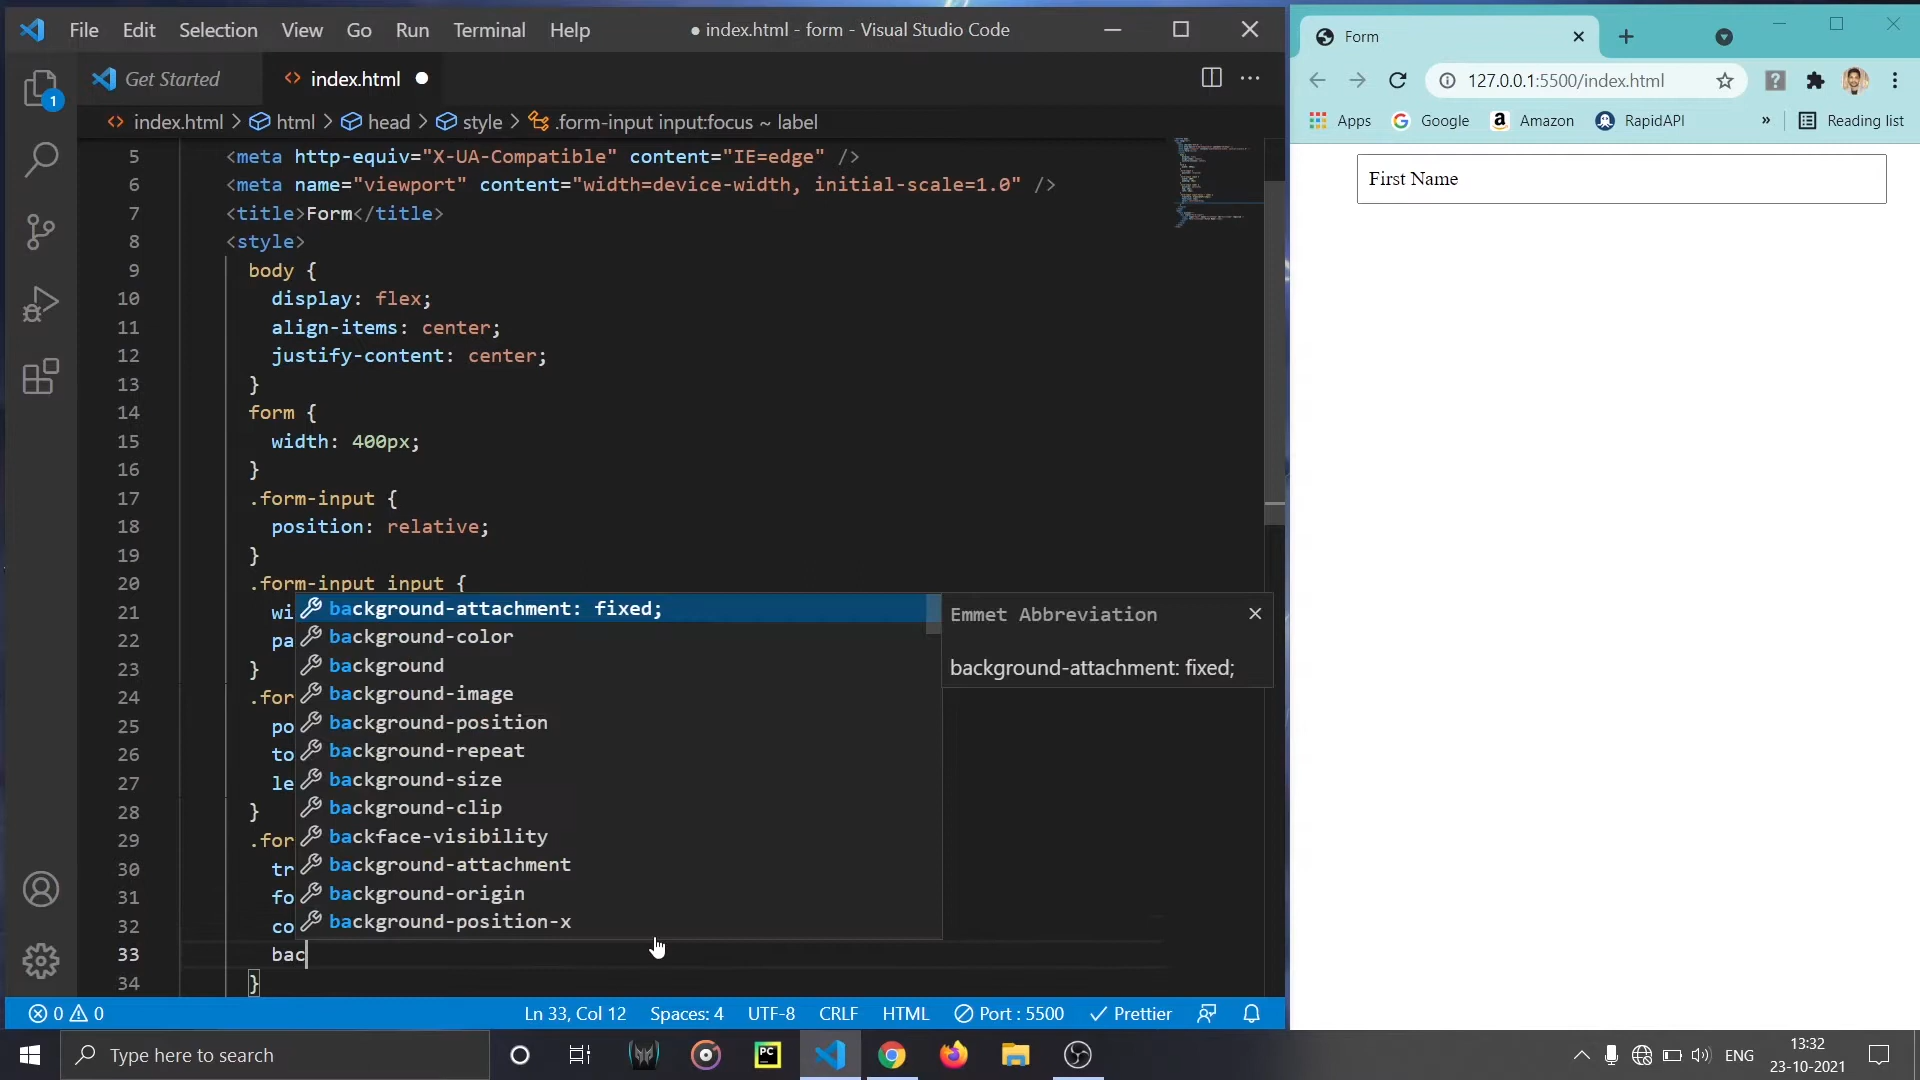 File Edit Selection View Go Run Terminal Help ● index.html - form - Visual Studio Code
Get Started <> index.html ●
<> index.html > html > head > style > .form-input input:focus ~ label
5 <meta http-equiv="X-UA-Compatible" content="IE=edge" />
6 <meta name="viewport" content="width=device-width, initial-scale=1.0" />
7 <title>Form</title>
8 <style>
9 body {
10 display: flex;
11 align-items: center;
12 justify-content: center;
13 }
14 form {
15 width: 400px;
16 }
17 .form-input {
18 position: relative;
19 }
20 .form-input input {
21 wi
22 pa
23 }
24 .for
25 po
26 to
27 le
28 }
29 .for
30 tr
31 fo
32 co
33 bac
34 }
background-attachment: fixed;
background-color
background
background-image
background-position
background-repeat
background-size
background-clip
backface-visibility
background-attachment
background-origin
background-position-x
Emmet Abbreviation
background-attachment: fixed;
1
0 0 Ln 33, Col 12 Spaces: 4 UTF-8 CRLF HTML Port : 5500 Prettier
Form
127.0.0.1:5500/index.html
Apps Google Amazon RapidAPI » Reading list
First Name
Type here to search
PC
ENG
13:32
23-10-2021